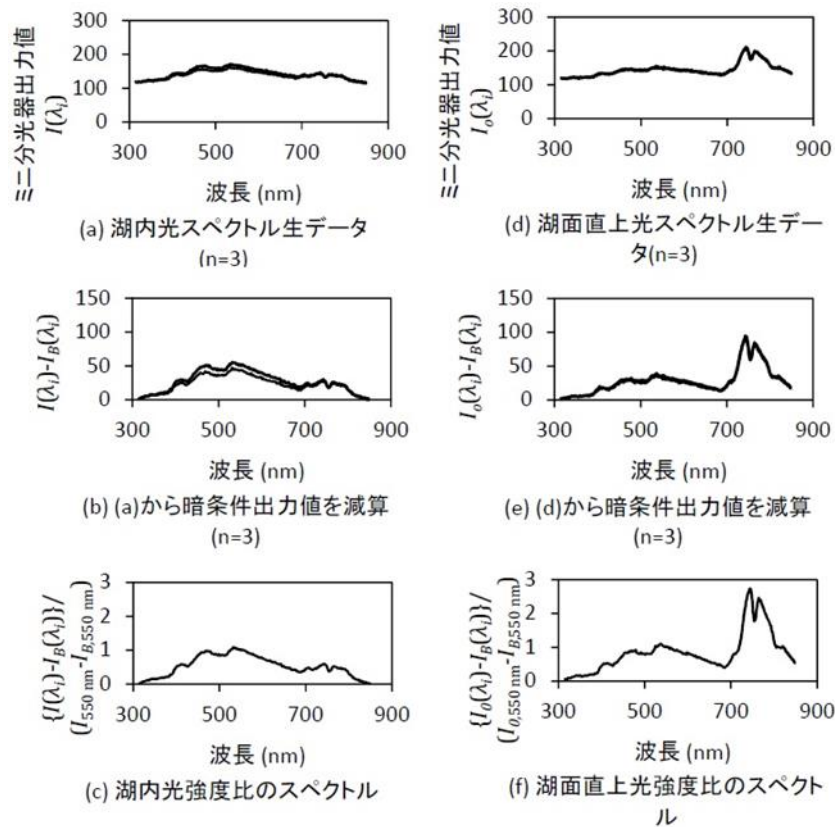 ミニ分光器出力値
I(λi)
300
200
100
0
300 500 700 900
波長 (nm)
(a) 湖内光スペクトル生データ
(n=3)
ミニ分光器出力値
Io(λi)
300
200
100
0
300 500 700 900
波長 (nm)
(d) 湖面直上光スペクトル生デー
タ(n=3)
I(λi)-IB(λi)
150
100
50
0
300 500 700 900
波長 (nm)
(b) (a)から暗条件出力値を減算
(n=3)
Io(λi)-IB(λi)
150
100
50
0
300 500 700 900
波長 (nm)
(e) (d)から暗条件出力値を減算
(n=3)
{I(λi)-IB(λi)}/
(I550 nm-IB,550 nm)
3
2
1
0
300 500 700 900
波長 (nm)
(c) 湖内光強度比のスペクトル
{I0(λi)-IB(λi)}/
(I0,550 nm-IB,550 nm)
3
2
1
0
300 500 700 900
波長 (nm)
(f) 湖面直上光強度比のスペクト
ル